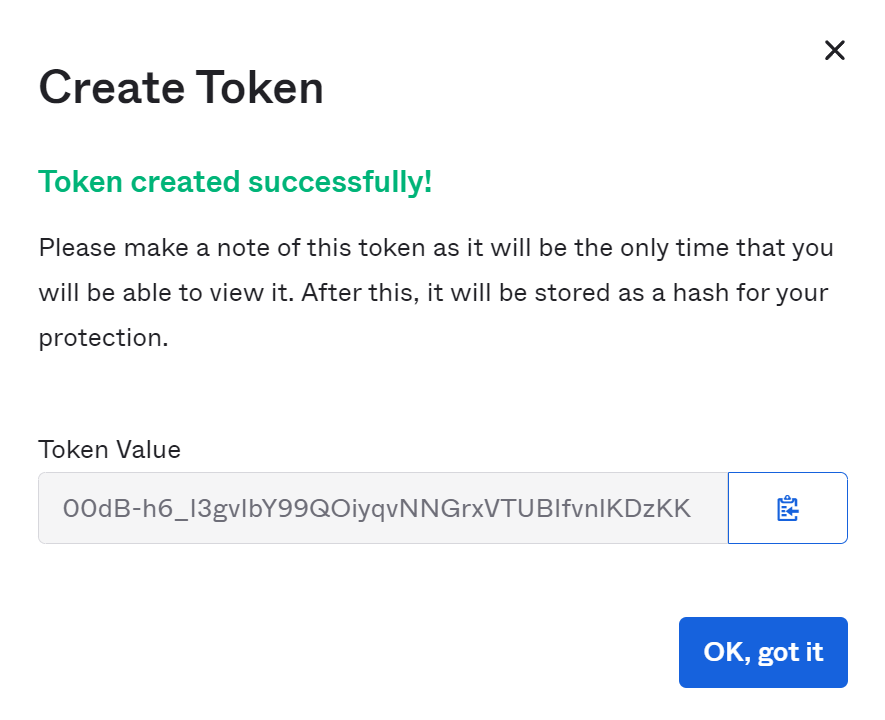 Create Token
Token created successfully!
Please make a note of this token as it will be the only time that you
will be able to view it. After this, it will be stored as a hash for your
protection.
Token Value
00dB-h6_l3gvIbY99QOiyqvNNGrxVTUBIfvnlKDzKK
OK, got it